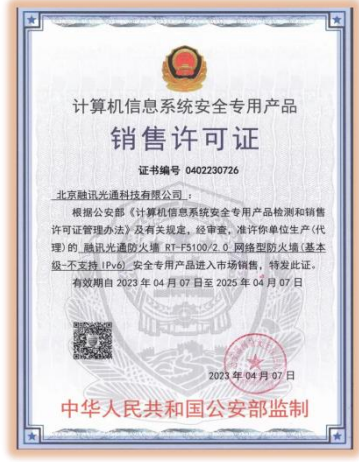 计算机信息系统安全专用产品
销售许可证
证书编号 0402230726
北京融讯光通科技有限公司 ：
根据公安部《计算机信息系统安全专用产品检测和销售
许可证管理办法》及有关规定，经审查，准许你单位生产(代
理)的 融讯光通防火墙 RT-F5100/2.0 网络型防火墙(基本
级-不支持 IPv6) 安全专用产品进入市场销售，特发此证。
有效期自 2023 年 04 月 07 日至 2025 年 04 月 07 日
2023 年 04 月 07 日
中华人民共和国公安部监制